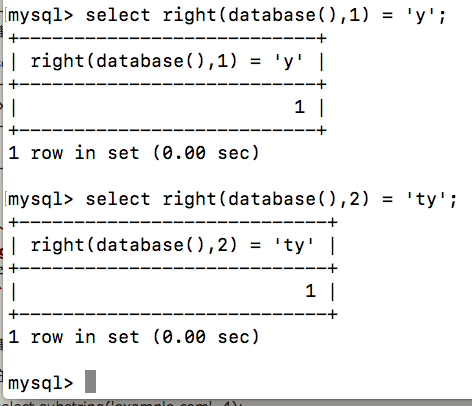 mysql> select right(database(),1) = 'y';
+----------------------------+
| right(database(),1) = 'y' |
+----------------------------+
| 1 |
+----------------------------+
1 row in set (0.00 sec)
mysql> select right(database(),2) = 'ty';
+-----------------------------+
| right(database(),2) = 'ty' |
+-----------------------------+
| 1 |
+-----------------------------+
1 row in set (0.00 sec)
mysql>